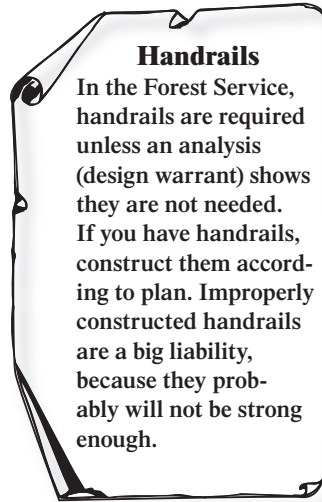 Handrails
In the Forest Service,
handrails are required
unless an analysis
(design warrant) shows
they are not needed.
If you have handrails,
construct them accord-
ing to plan. Improperly
constructed handrails
are a big liability,
because they prob-
ably will not be strong
enough.